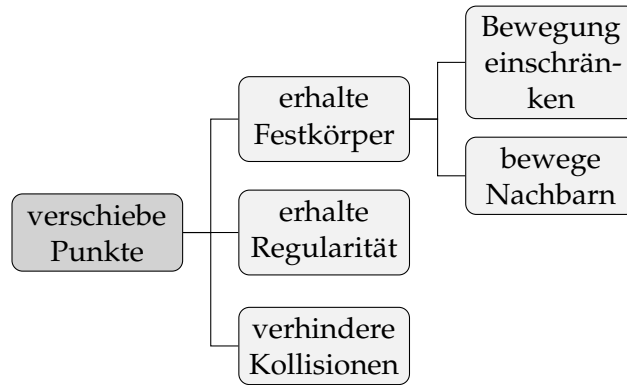 Bewegung
einschrän-
ken
erhalte
Festkörper
bewege
Nachbarn
verschiebe
Punkte
erhalte
Regularität
verhindere
Kollisionen